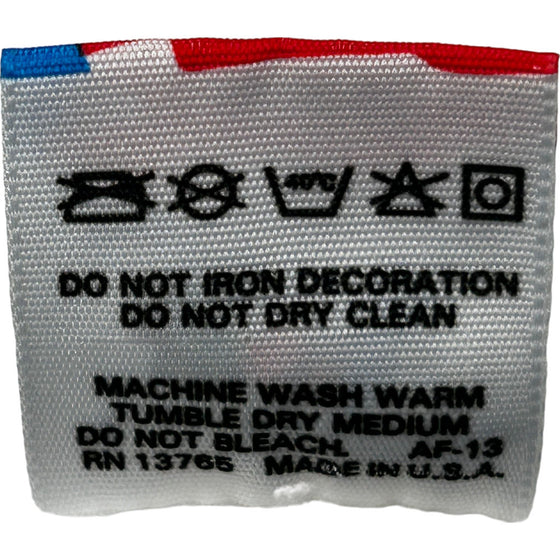 40°C
DO NOT IRON DECORATION
DO NOT DRY CLEAN
MACHINE WASH WARM
TUMBLE DRY MEDIUM
DO NOT BLEACH. AF-13
RN 13765 MADE IN U.S.A.